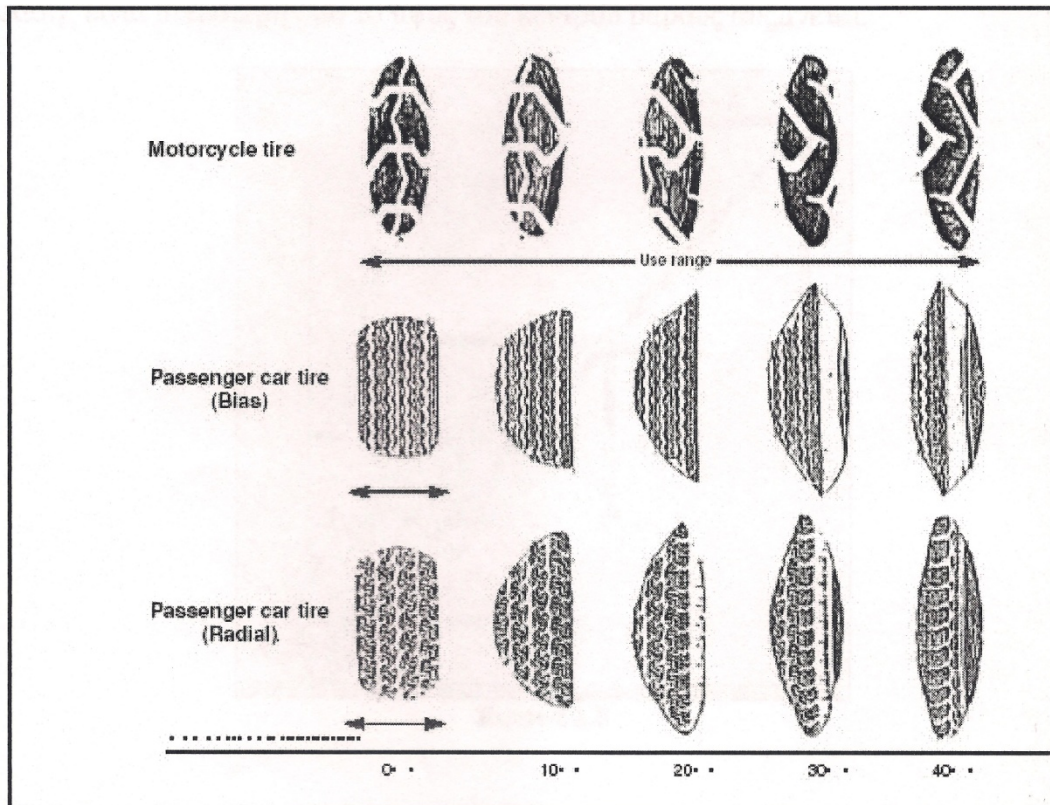 Motorcycle tire
Use range
Passenger car tire
(Bias)
Passenger car tire
(Radial).
0
10
20
30
40